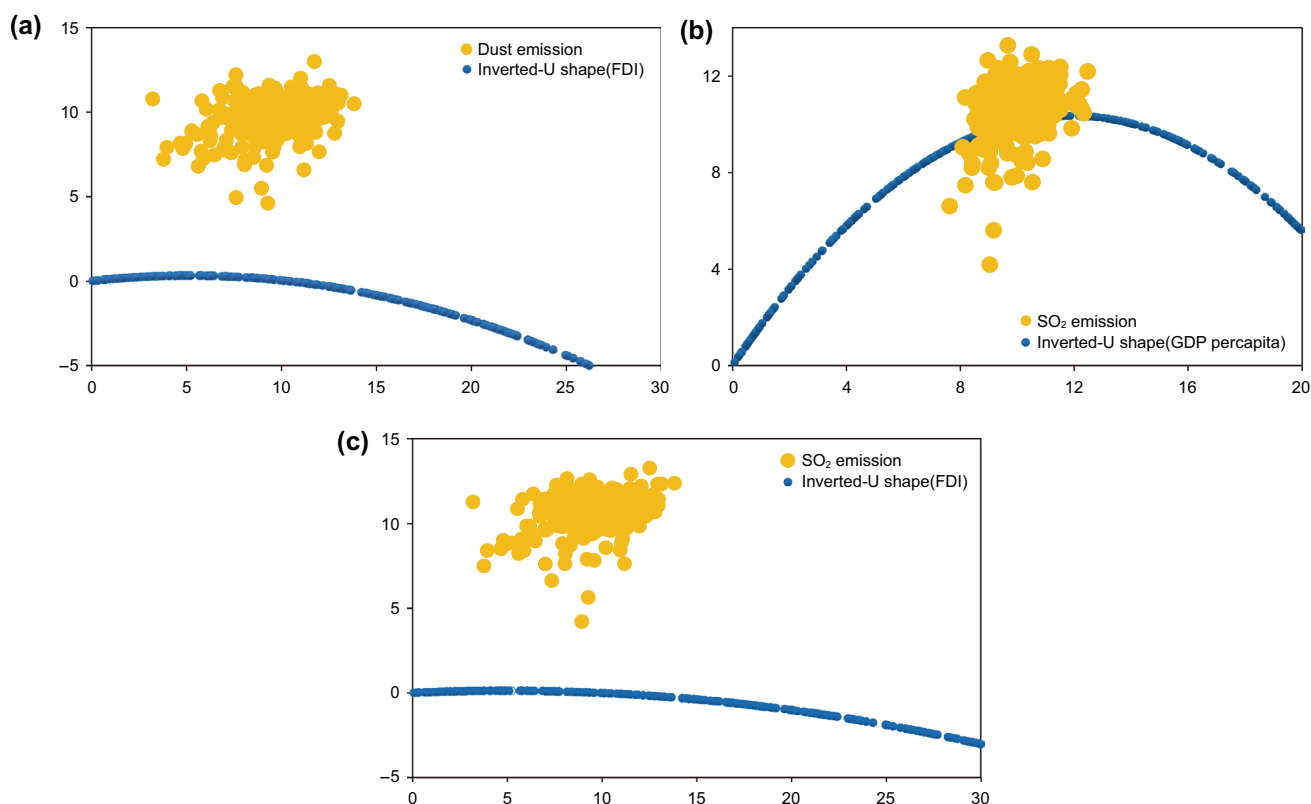 (a)
15
10
5
0
−5
0 5 10 15 20 25 30
Dust emission
Inverted-U shape(FDI)
(b)
12
8
4
0
0 4 8 12 16 20
SO₂ emission
Inverted-U shape(GDP percapita)
(c)
15
10
5
0
−5
0 5 10 15 20 25 30
SO₂ emission
Inverted-U shape(FDI)